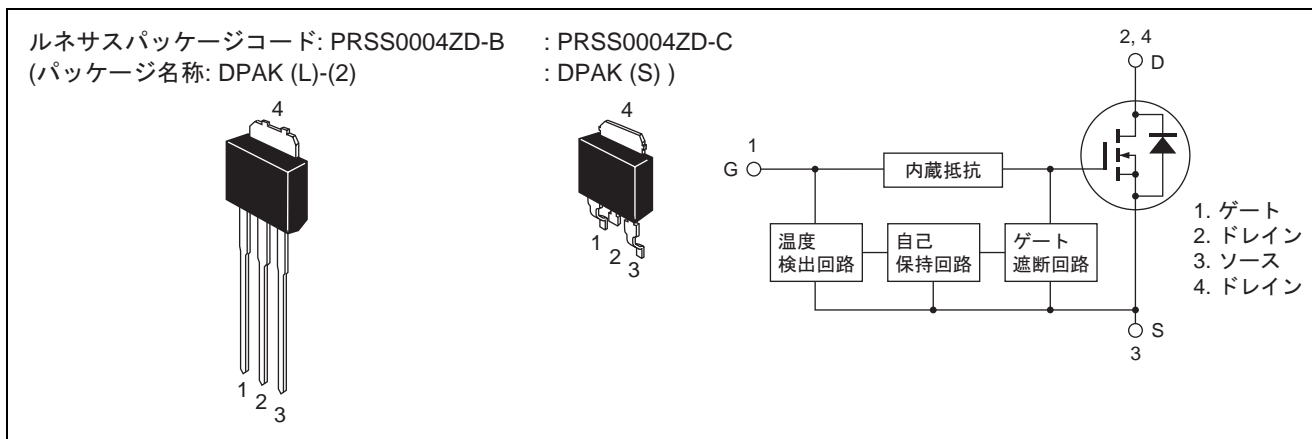 ルネサスパッケージコード: PRSS0004ZD-B : PRSS0004ZD-C
(パッケージ名称: DPAK (L)-(2) : DPAK (S) )
4
1
2
3
4
1
2
3
2, 4
D
1
G
内蔵抵抗
温度
検出回路
自己
保持回路
ゲート
遮断回路
S
3
1. ゲート
2. ドレイン
3. ソース
4. ドレイン